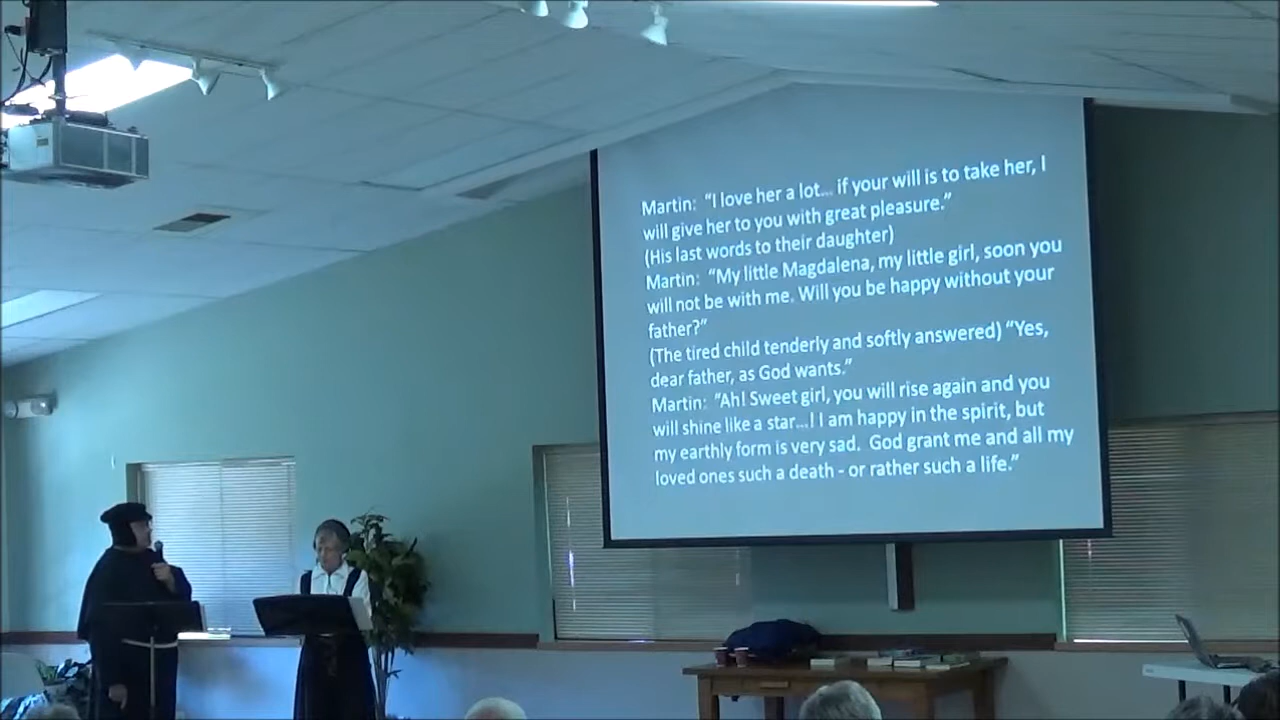 Martin: “I love her a lot... if your will is to take her, I
will give her to you with great pleasure.”
(His last words to their daughter)
Martin: “My little Magdalena, my little girl, soon you
will not be with me. Will you be happy without your
father?”
(The tired child tenderly and softly answered) “Yes,
dear father, as God wants.”
Martin: “Ah! Sweet girl, you will rise again and you
will shine like a star...! I am happy in the spirit, but
my earthly form is very sad. God grant me and all my
loved ones such a death - or rather such a life.”